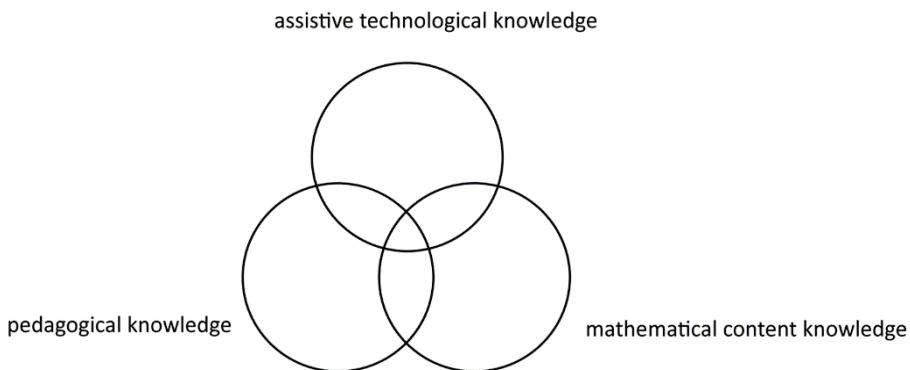 assistive technological knowledge
pedagogical knowledge
mathematical content knowledge